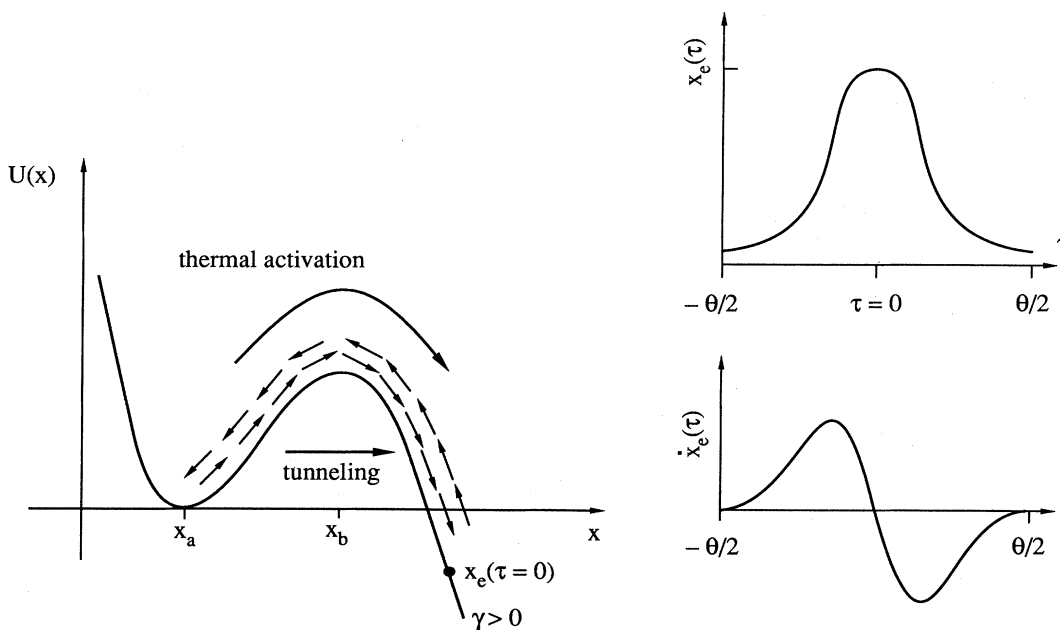 U(x)
thermal activation
tunneling
x_a
x_b
x
x_e(τ = 0)
γ > 0
x_e(τ)
− θ/2
τ = 0
θ/2
ẋ_e(τ)
− θ/2
θ/2